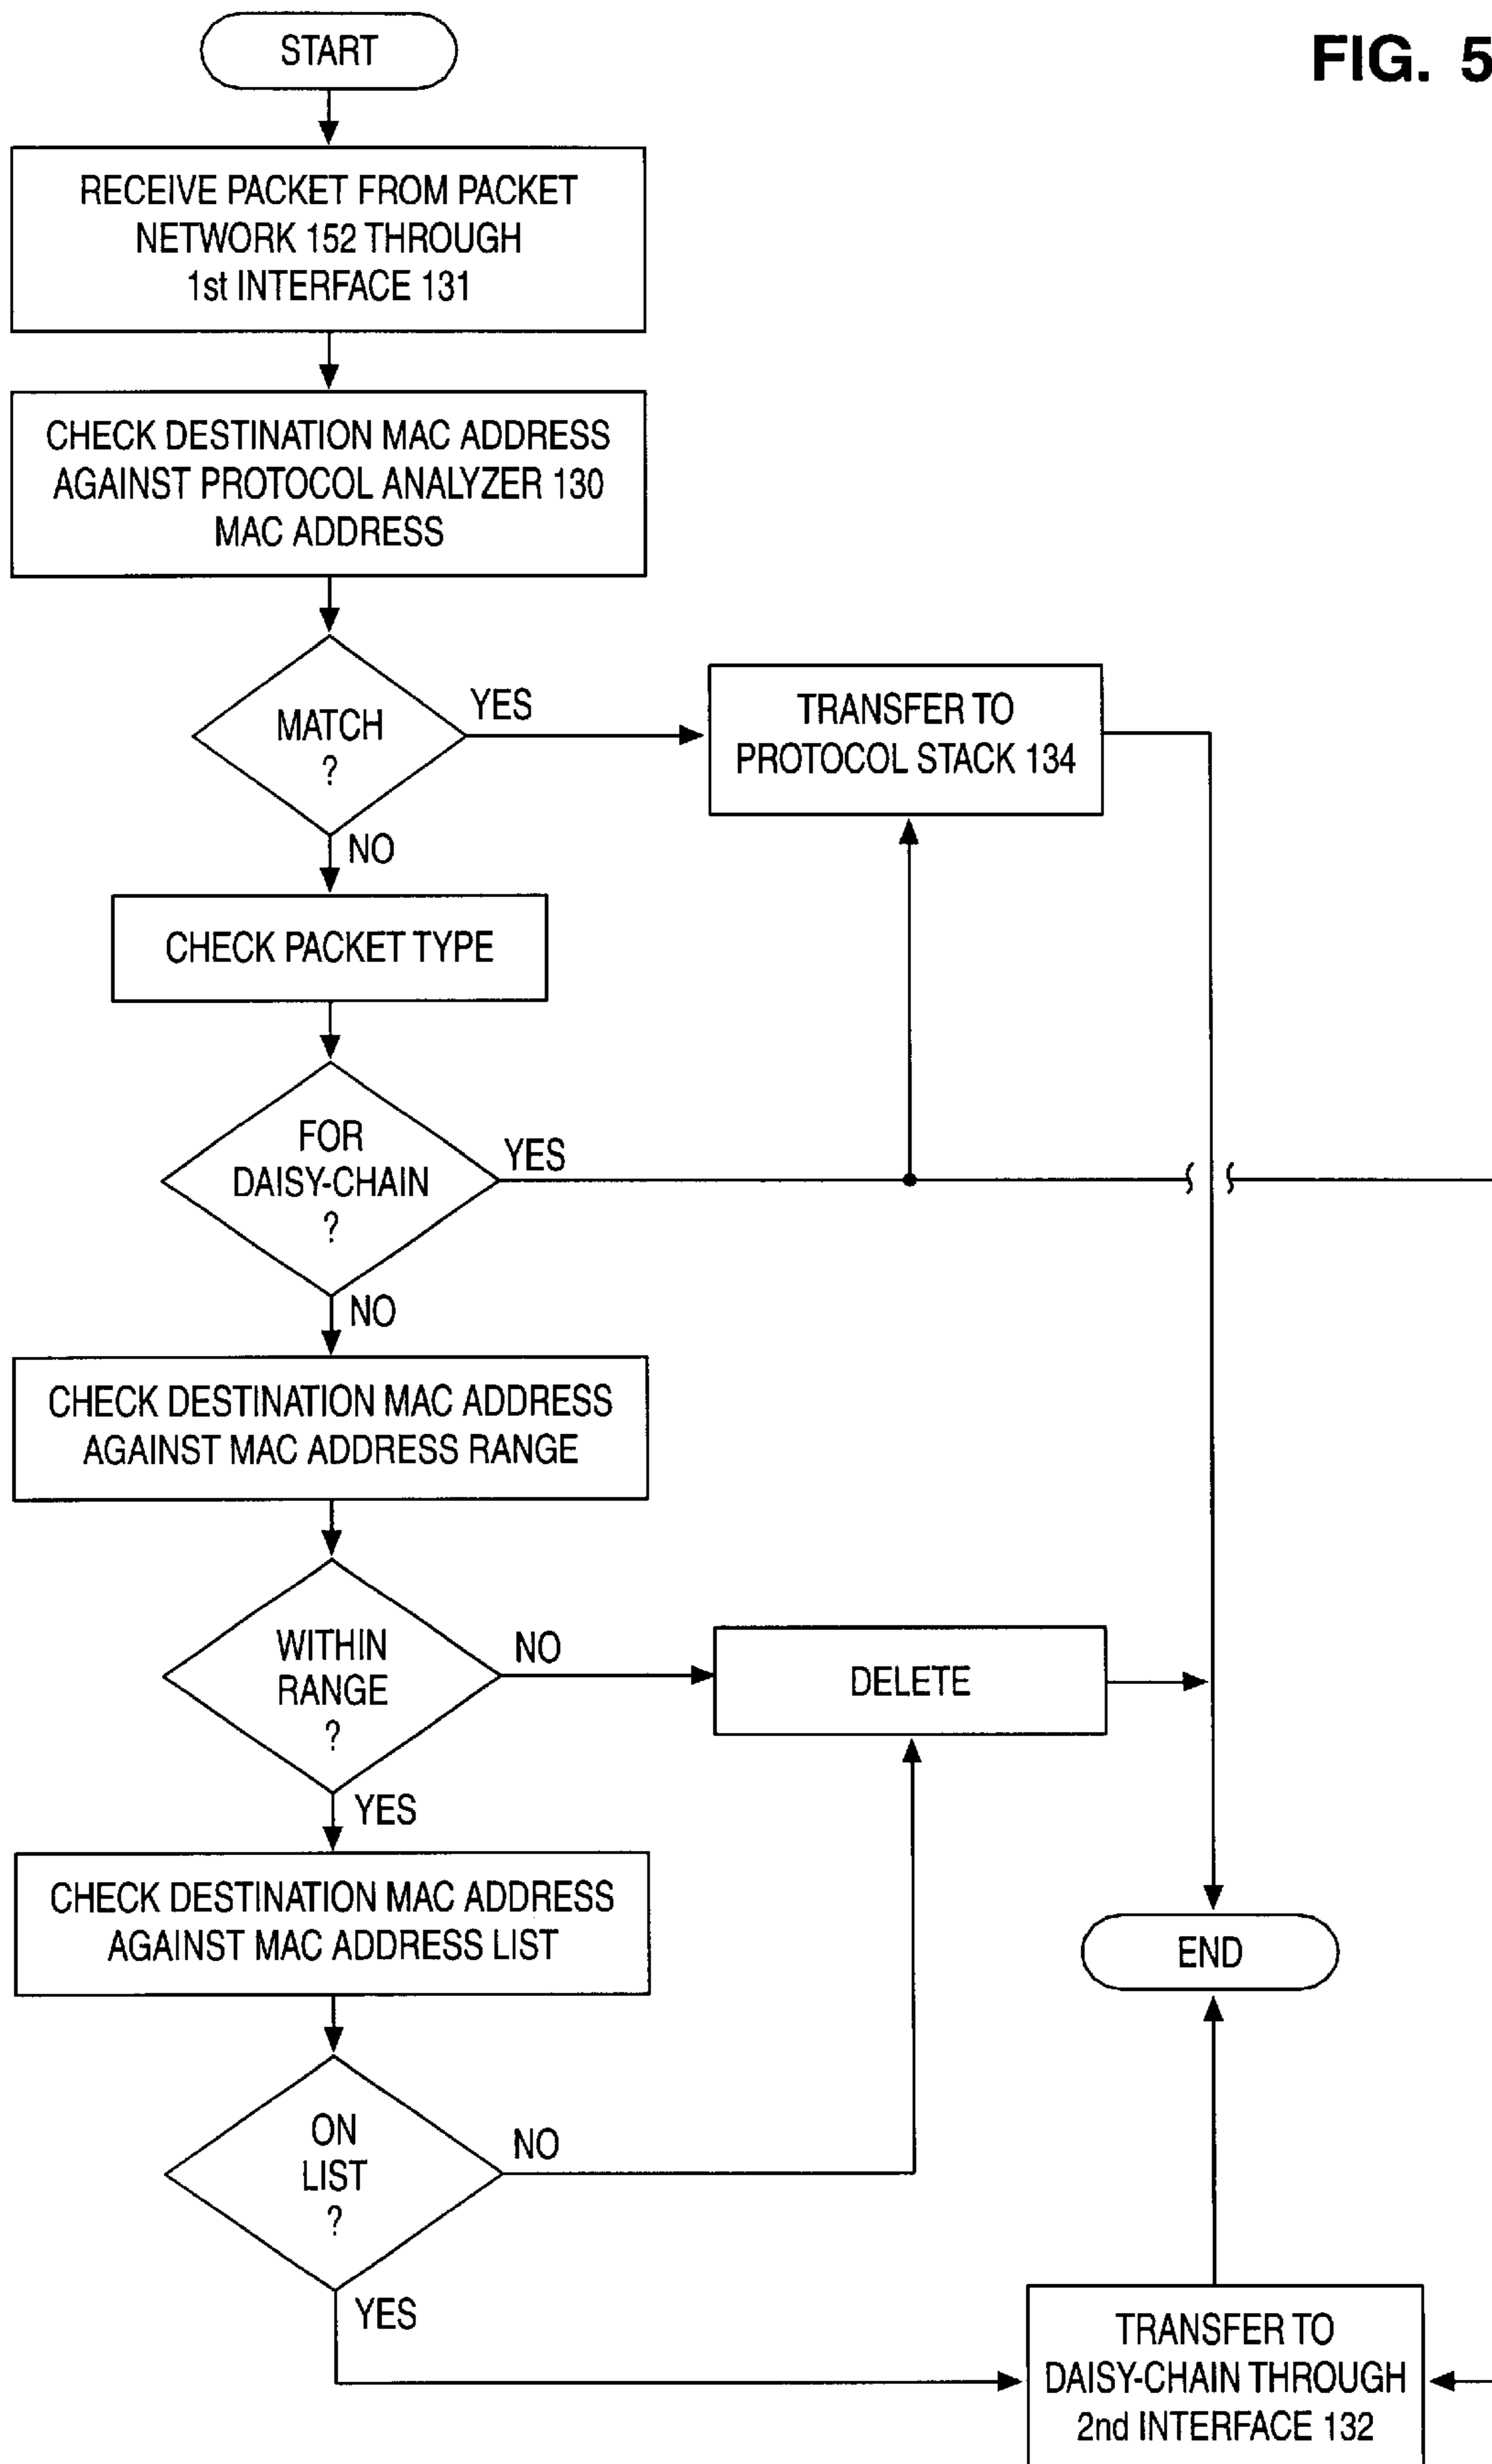 FIG. 5
START
RECEIVE PACKET FROM PACKET
NETWORK 152 THROUGH
1st INTERFACE 131
CHECK DESTINATION MAC ADDRESS
AGAINST PROTOCOL ANALYZER 130
MAC ADDRESS
MATCH
?
YES
TRANSFER TO
PROTOCOL STACK 134
NO
CHECK PACKET TYPE
FOR
DAISY-CHAIN
?
YES
NO
CHECK DESTINATION MAC ADDRESS
AGAINST MAC ADDRESS RANGE
WITHIN
RANGE
?
NO
DELETE
YES
CHECK DESTINATION MAC ADDRESS
AGAINST MAC ADDRESS LIST
END
ON
LIST
?
NO
YES
TRANSFER TO
DAISY-CHAIN THROUGH
2nd INTERFACE 132